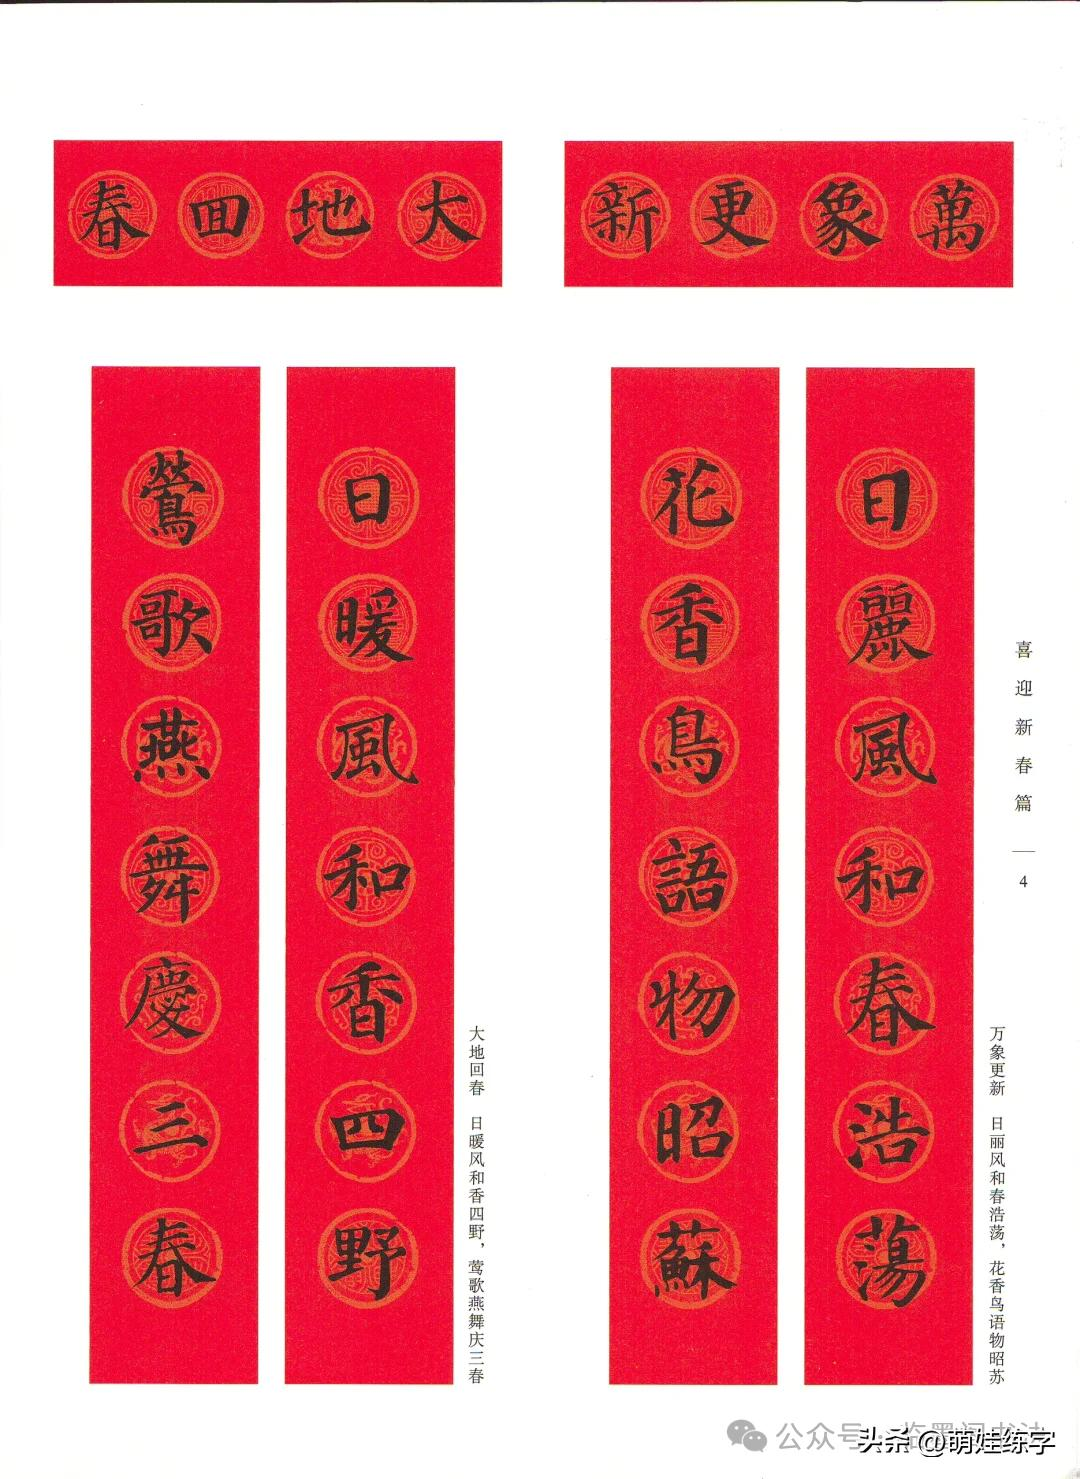 萬象更新
日麗風和春浩蕩
花香鳥語物昭蘇
万象更新　日丽风和春浩荡，花香鸟语物昭苏
大地回春
日暖風和香四野
鶯歌燕舞慶三春
大地回春　日暖风和香四野，莺歌燕舞庆三春
喜迎新春篇 — 4
公众号
头条 @萌娃练字